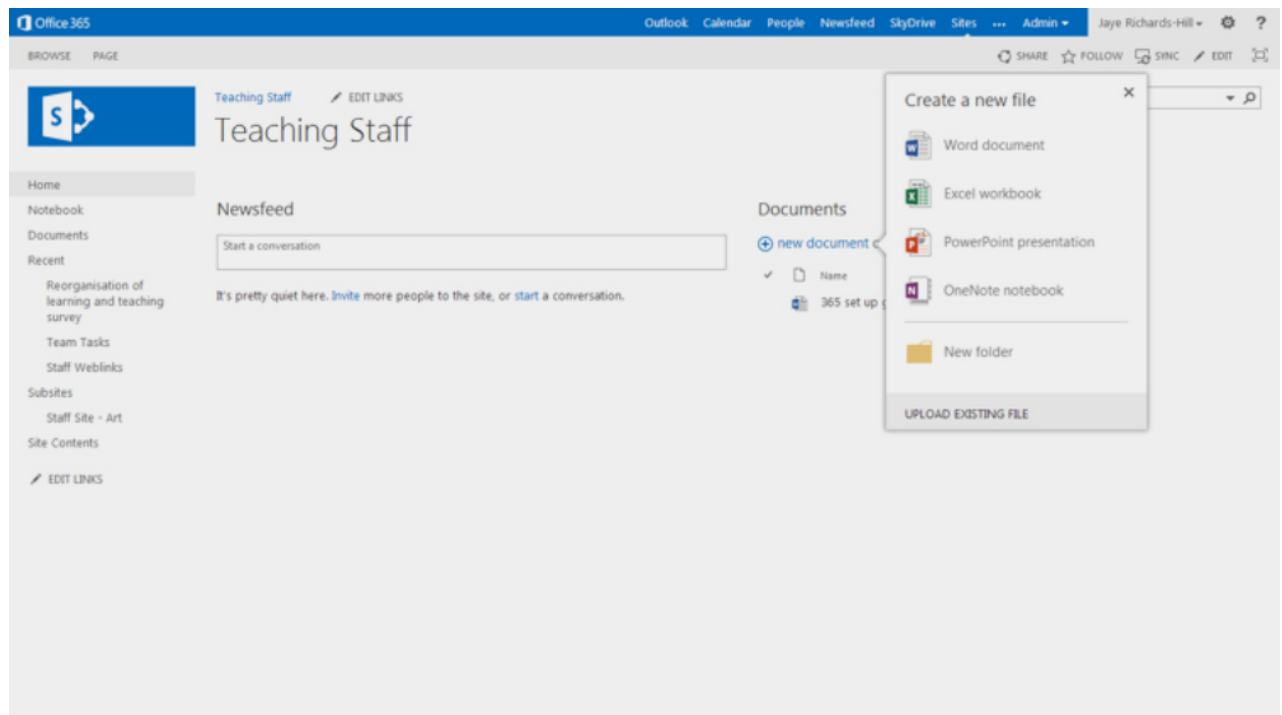 Office 365
Outlook Calendar People Newsfeed SkyDrive Sites ... Admin Jaye Richards-Hill ?
BROWSE PAGE
SHARE FOLLOW SYNC EDIT
S
Teaching Staff EDIT LINKS
Teaching Staff
Home
Notebook
Documents
Recent
Reorganisation of
learning and teaching
survey
Team Tasks
Staff Weblinks
Subsites
Staff Site - Art
Site Contents
EDIT LINKS
Newsfeed
Start a conversation
It's pretty quiet here. Invite more people to the site, or start a conversation.
Documents
new document
Name
365 set up
Create a new file
Word document
Excel workbook
PowerPoint presentation
OneNote notebook
New folder
UPLOAD EXISTING FILE